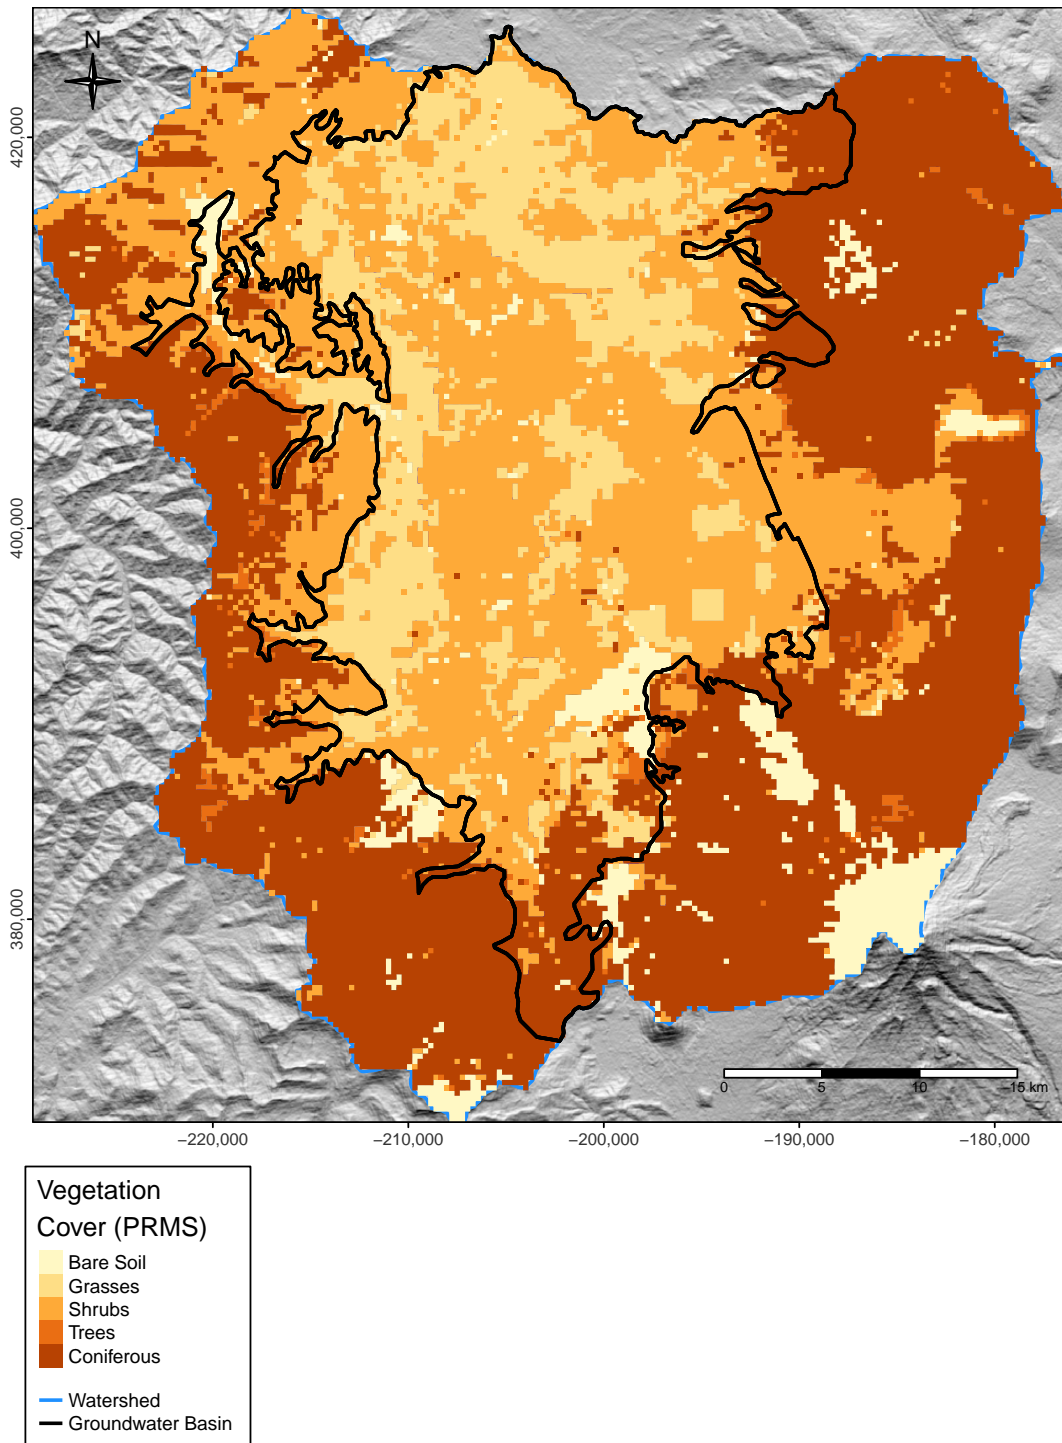 N
420,000
400,000
380,000
0 5 10 15 km
−220,000 −210,000 −200,000 −190,000 −180,000
Vegetation
Cover (PRMS)
Bare Soil
Grasses
Shrubs
Trees
Coniferous
Watershed
Groundwater Basin